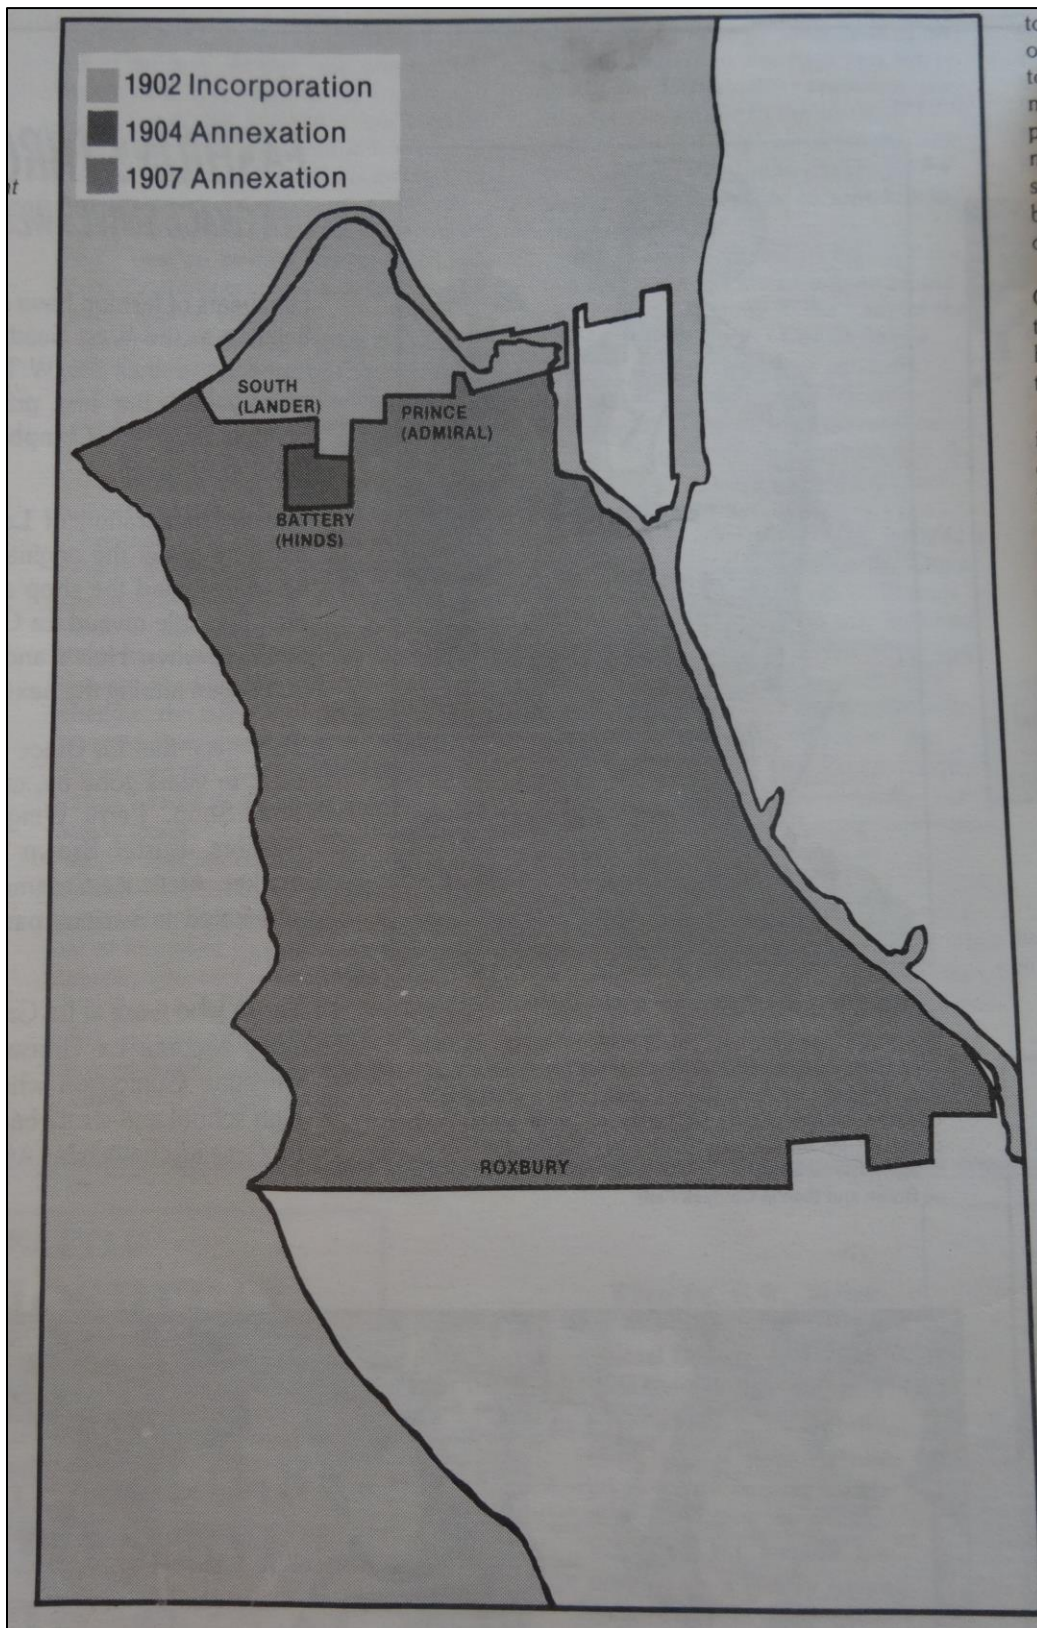 1902 Incorporation
1904 Annexation
1907 Annexation
SOUTH
(LANDER)
PRINCE
(ADMIRAL)
BATTERY
(HINDS)
ROXBURY